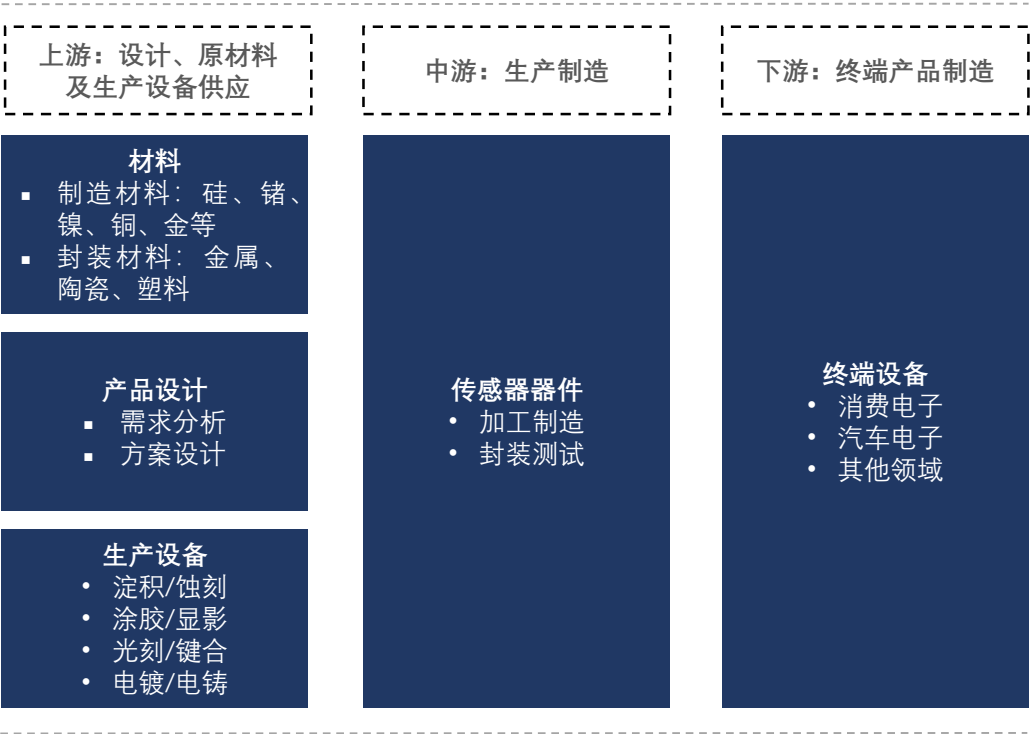 上游：设计、原材料
及生产设备供应
中游：生产制造
下游：终端产品制造
材料
▪ 制造材料：硅、锗、
镍、铜、金等
▪ 封装材料：金属、
陶瓷、塑料
产品设计
▪ 需求分析
▪ 方案设计
生产设备
• 淀积/蚀刻
• 涂胶/显影
• 光刻/键合
• 电镀/电铸
传感器器件
• 加工制造
• 封装测试
终端设备
• 消费电子
• 汽车电子
• 其他领域